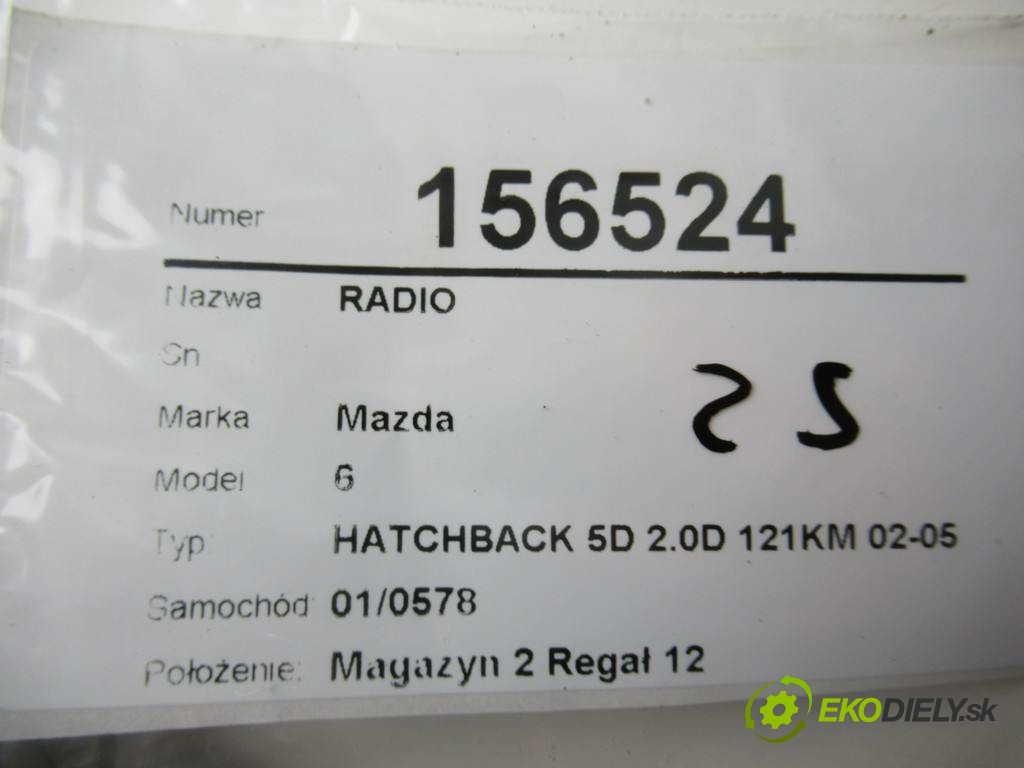 Numer 156524
Nazwa RADIO
Sn
Marka Mazda
Model 6
Typ HATCHBACK 5D 2.0D 121KM 02-05
Samochód 01/0578
Położenie: Magazyn 2 Regał 12
EKODIELY.sk